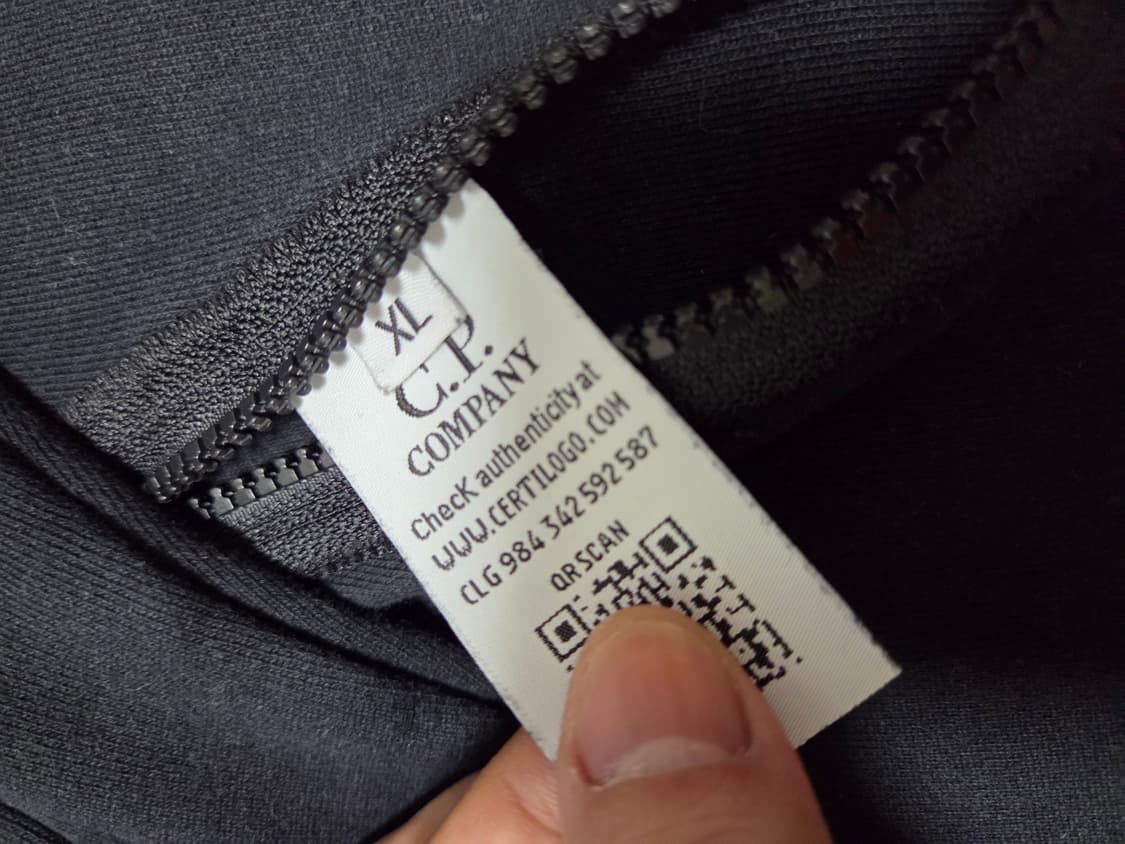 XL
C.P.
COMPANY
Check authenticity at
WWW.CERTILOGO.COM
CLG 984 342 592 587
QR SCAN